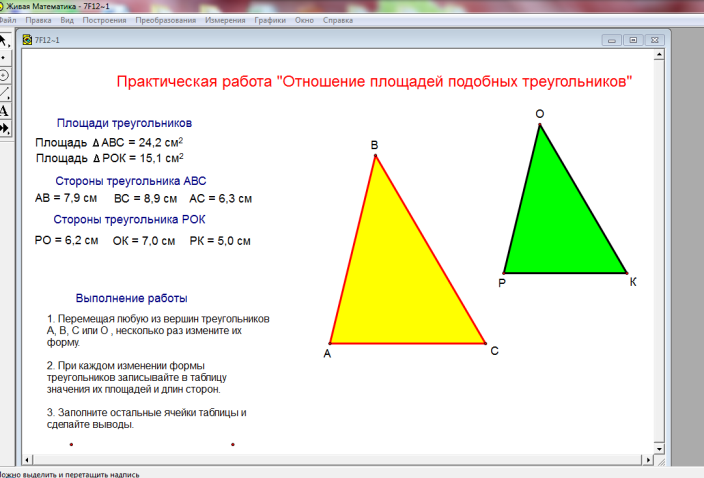 Живая Математика - 7F12~1
Файл Правка Вид Построения Преобразования Измерения Графики Окно Справка
7F12~1
Практическая работа "Отношение площадей подобных треугольников"
Площади треугольников
Площадь Δ ABC = 24,2 см²
Площадь Δ РОК = 15,1 см²
Стороны треугольника АВС
AB = 7,9 см BC = 8,9 см AC = 6,3 см
Стороны треугольника РОК
PO = 6,2 см OK = 7,0 см PK = 5,0 см
Выполнение работы
1. Перемещая любую из вершин треугольников
А, В, С или О , несколько раз измените их
форму.
2. При каждом изменении формы
треугольников записывайте в таблицу
значения их площадей и длин сторон.
3. Заполните остальные ячейки таблицы и
сделайте выводы.
B
A
C
O
P
K
A
Можно выделить и перетащить надпись